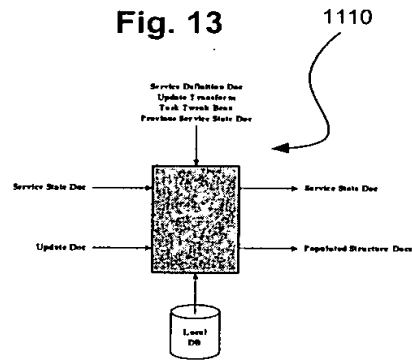 Fig. 13
1110
Service Definition Doc
Update Transform
Task Tweak Bean
Previous Service State Doc
Service State Doc
Service State Doc
Update Doc
Populated Structure Docs
Local
DB